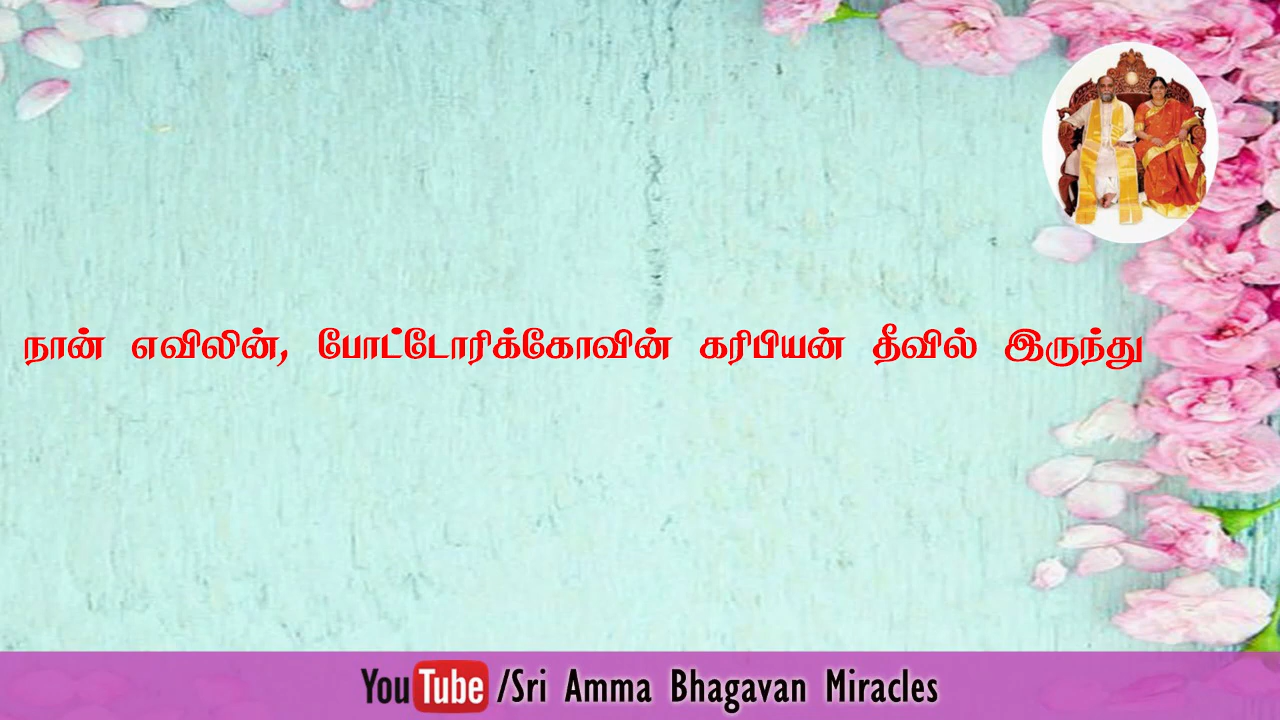 நான் எவிலின், போட்டோரிக்கோவின் கரிபியன் தீவில் இருந்து
YouTube /Sri Amma Bhagavan Miracles